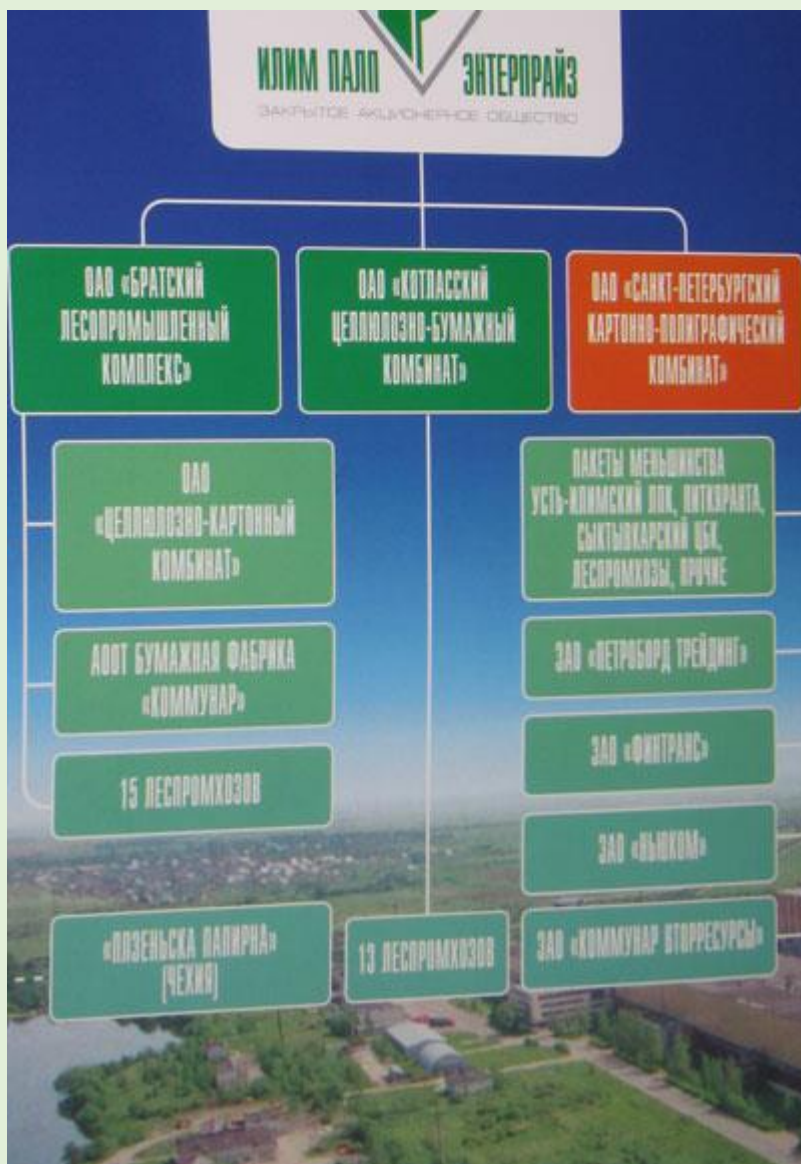 ИЛИМ ПАЛП ЭНТЕРПРАЙЗ
ЗАКРЫТОЕ АКЦИОНЕРНОЕ ОБЩЕСТВО
ОАО «БРАТСКИЙ
ЛЕСОПРОМЫШЛЕННЫЙ
КОМПЛЕКС»
ОАО «КОТЛАССКИЙ
ЦЕЛЛЮЛОЗНО-БУМАЖНЫЙ
КОМБИНАТ»
ОАО «САНКТ-ПЕТЕРБУРГСКИЙ
КАРТОННО-ПОЛИГРАФИЧЕСКИЙ
КОМБИНАТ»
ОАО
«ЦЕЛЛЮЛОЗНО-КАРТОННЫЙ
КОМБИНАТ»
АООТ БУМАЖНАЯ ФАБРИКА
«КОММУНАР»
15 ЛЕСПРОМХОЗОВ
«ПЛЗЕНЬСКА ПАПИРНА»
(ЧЕХИЯ)
13 ЛЕСПРОМХОЗОВ
ПАКЕТЫ МЕНЬШИНСТВА
УСТЬ-ИЛИМСКИЙ ЛПК, ПИТКЯРАНТА,
СЫКТЫВКАРСКИЙ ЦБК,
ЛЕСПРОМХОЗЫ, ПРОЧИЕ
ЗАО «ПЕТРОБОРД ТРЕЙДИНГ»
ЗАО «ФИНТРАНС»
ЗАО «НЬЮКОМ»
ЗАО «КОММУНАР ВТОРРЕСУРСЫ»